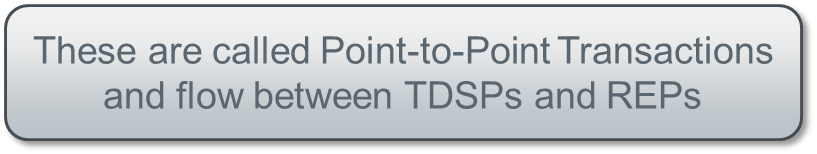 These are called Point-to-Point Transactions
and flow between TDSPs and REPs